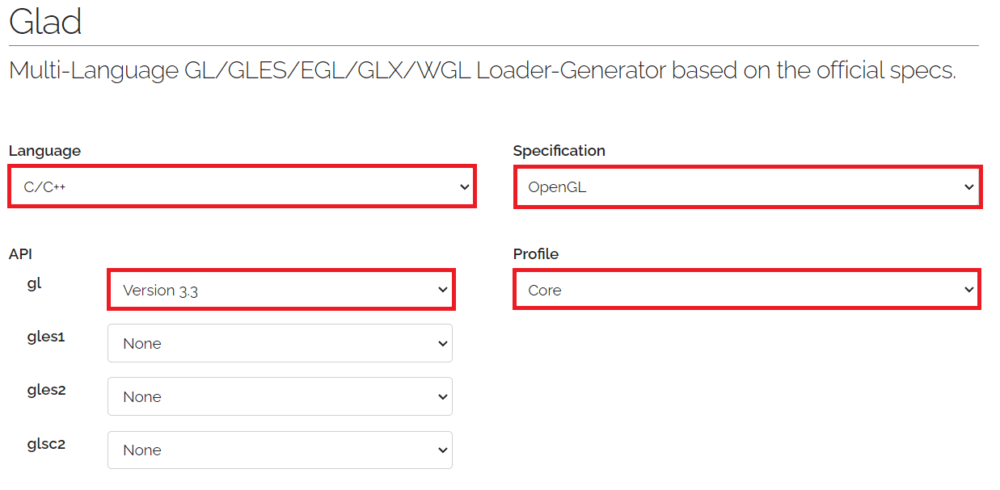 Glad
Multi-Language GL/GLES/EGL/GLX/WGL Loader-Generator based on the official specs.
Language
C/C++
Specification
OpenGL
API
gl
Version 3.3
Profile
Core
gles1
None
gles2
None
glsc2
None